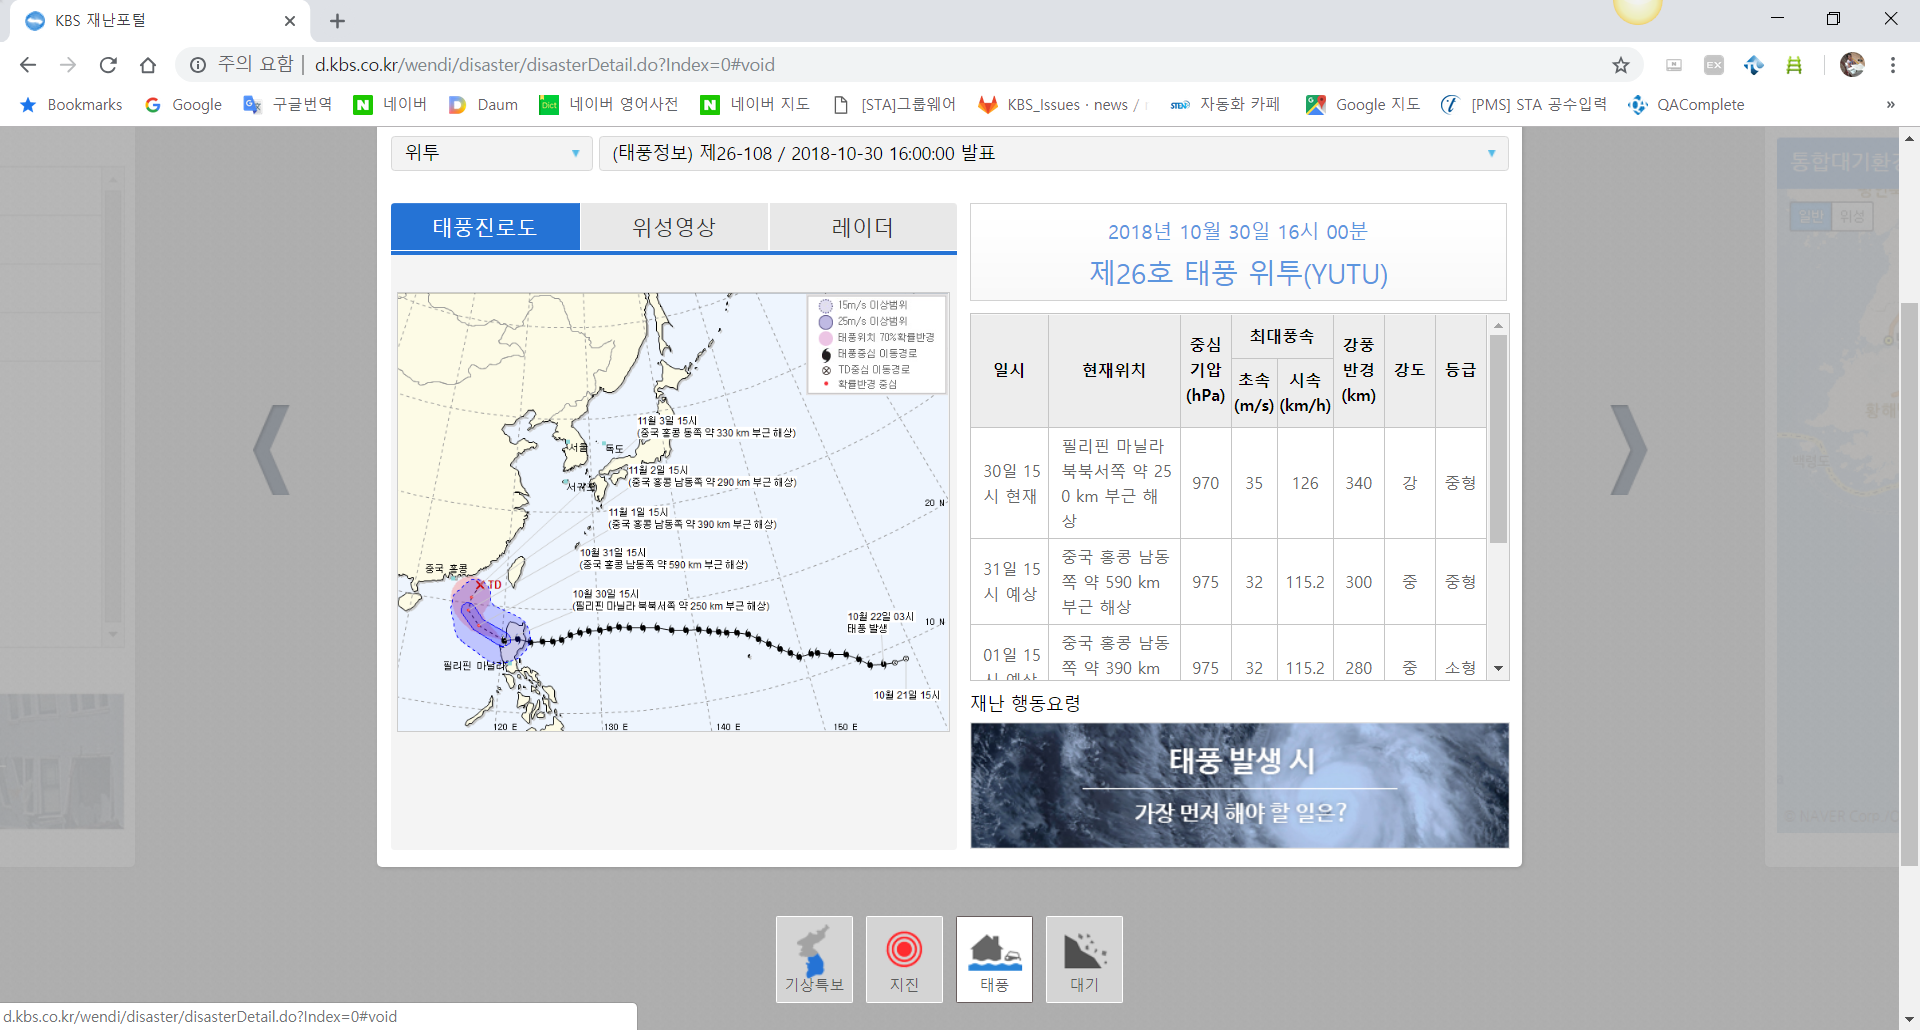 KBS 재난포털
주의 요함 | d.kbs.co.kr/wendi/disaster/disasterDetail.do?Index=0#void
Bookmarks Google 구글번역 네이버 Daum 네이버 영어사전 네이버 지도 [STA]그룹웨어 KBS_Issues · news / 자동화 카페 Google 지도 [PMS] STA 공수입력 QAComplete »
위투
(태풍정보) 제26-108 / 2018-10-30 16:00:00 발표
태풍진로도 위성영상 레이더
15m/s 이상범위
25m/s 이상범위
태풍위치 70%확률반경
태풍중심 이동경로
TD중심 이동경로
확률반경 중심
11월 3일 15시
(중국 홍콩 동쪽 약 330 km 부근 해상)
서울 독도
11월 2일 15시
(중국 홍콩 남동쪽 약 290 km 부근 해상)
서귀포
20 N
11월 1일 15시
(중국 홍콩 남동쪽 약 390 km 부근 해상)
10월 31일 15시
(중국 홍콩 남동쪽 약 590 km 부근 해상)
중국 홍콩
TD
10월 30일 15시
(필리핀 마닐라 북북서쪽 약 250 km 부근 해상)
10월 22일 03시
태풍 발생
10 N
필리핀 마닐라
10월 21일 15시
120 E 130 E 140 E 150 E
2018년 10월 30일 16시 00분
제26호 태풍 위투(YUTU)
일시 현재위치 중심 기압 (hPa) 최대풍속 강풍 반경 (km) 강도 등급
초속 (m/s) 시속 (km/h)
30일 15시 현재 필리핀 마닐라 북북서쪽 약 250 km 부근 해상 970 35 126 340 강 중형
31일 15시 예상 중국 홍콩 남동쪽 약 590 km 부근 해상 975 32 115.2 300 중 중형
01일 15시 예상 중국 홍콩 남동쪽 약 390 km 975 32 115.2 280 중 소형
재난 행동요령
태풍 발생 시
가장 먼저 해야 할 일은?
통합대기환경
일반 위성
황해
백령도
© NAVER Corp.
기상특보 지진 태풍 대기
d.kbs.co.kr/wendi/disaster/disasterDetail.do?Index=0#void